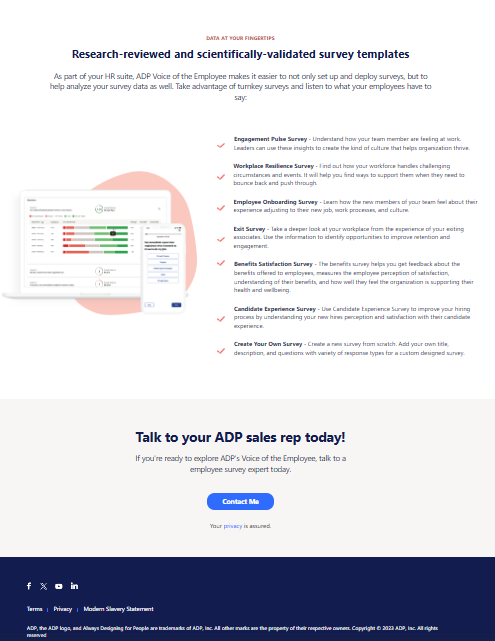 DATA AT YOUR FINGERTIPS
Research-reviewed and scientifically-validated survey templates
As part of your HR suite, ADP Voice of the Employee makes it easier to not only set up and deploy surveys, but to
help analyze your survey data as well. Take advantage of turnkey surveys and listen to what your employees have to
say:
Engagement Pulse Survey - Understand how your team member are feeling at work.
Leaders can use these insights to create the kind of culture that helps organization thrive.
Workplace Resilience Survey - Find out how your workforce handles challenging
circumstances and events. It will help you find ways to support them when they need to
bounce back and push through.
Employee Onboarding Survey - Learn how the new members of your team feel about their
experience adjusting to their new job, work processes, and culture.
Exit Survey - Take a deeper look at your workplace from the experience of your exiting
associates. Use the information to identify opportunities to improve retention and
engagement.
Benefits Satisfaction Survey - The benefits survey helps you get feedback about the
benefits offered to employees, measures the employee perception of satisfaction,
understanding of their benefits, and how well they feel the organization is supporting their
health and wellbeing.
Candidate Experience Survey - Use Candidate Experience Survey to improve your hiring
process by understanding your new hires perception and satisfaction with their candidate
experience.
Create Your Own Survey - Create a new survey from scratch. Add your own title,
description, and questions with variety of response types for a custom designed survey.
Talk to your ADP sales rep today!
If you're ready to explore ADP's Voice of the Employee, talk to a
employee survey expert today.
Contact Me
Your privacy is assured.
Terms | Privacy | Modern Slavery Statement
ADP, the ADP logo, and Always Designing for People are trademarks of ADP, Inc. All other marks are the property of their respective owners. Copyright © 2023 ADP, Inc. All rights
reserved